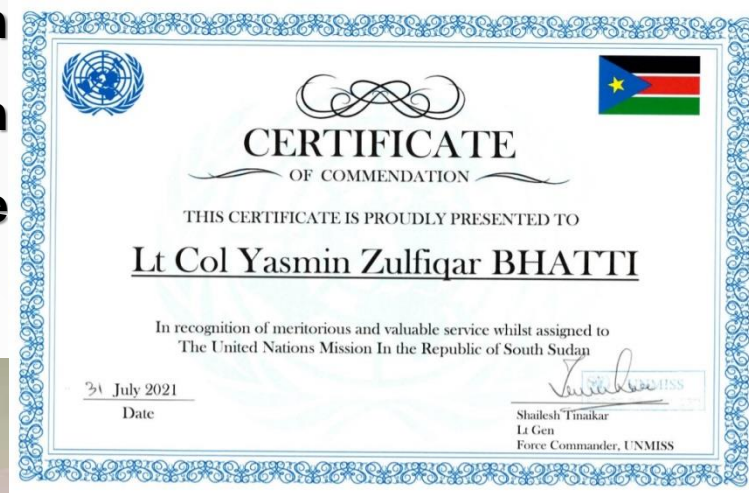 CERTIFICATE
OF COMMENDATION
THIS CERTIFICATE IS PROUDLY PRESENTED TO
Lt Col Yasmin Zulfiqar BHATTI
In recognition of meritorious and valuable service whilst assigned to
The United Nations Mission In the Republic of South Sudan
31 July 2021
Date
UNMISS
Shailesh Tinaikar
Lt Gen
Force Commander, UNMISS